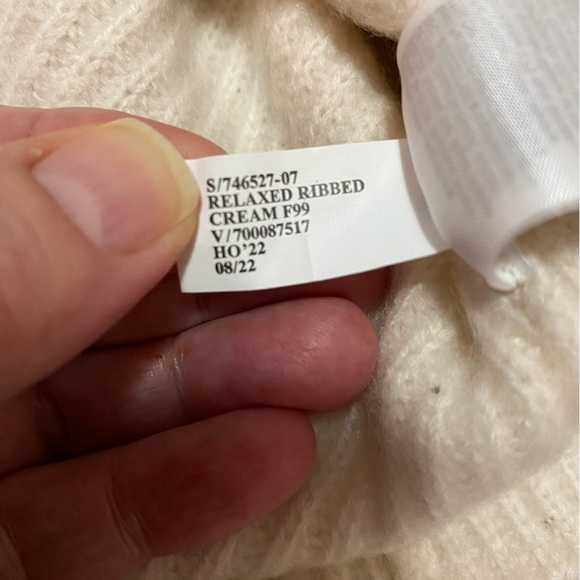 S/746527-07
RELAXED RIBBED
CREAM F99
V/700087517
HO'22
08/22